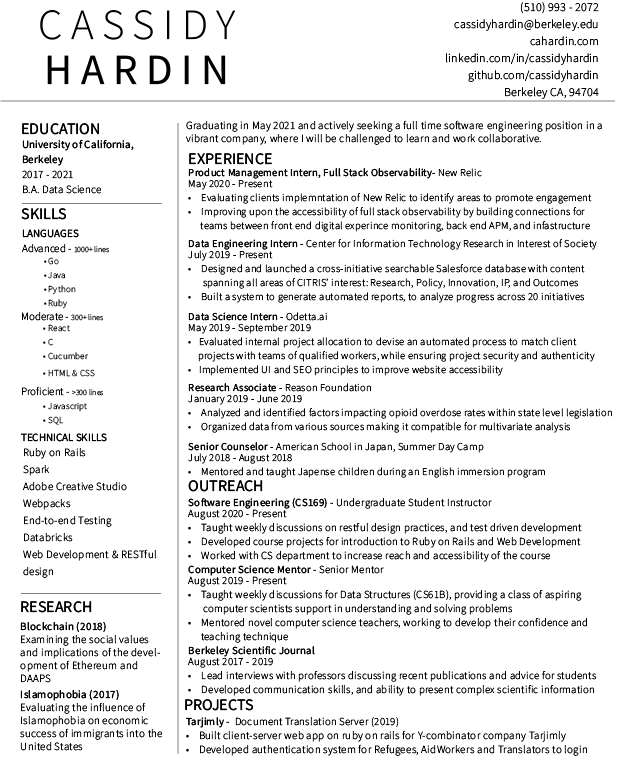 CASSIDY
HARDIN
(510) 993 - 2072
cassidyhardin@berkeley.edu
cahardin.com
linkedin.com/in/cassidyhardin
github.com/cassidyhardin
Berkeley CA, 94704
EDUCATION
University of California,
Berkeley
2017 - 2021
B.A. Data Science
SKILLS
LANGUAGES
Advanced - 1000+lines
• Go
• Java
• Python
• Ruby
Moderate - 300+lines
• React
• C
• Cucumber
• HTML & CSS
Proficient - >300 lines
• Javascript
• SQL
TECHNICAL SKILLS
Ruby on Rails
Spark
Adobe Creative Studio
Webpacks
End-to-end Testing
Databricks
Web Development & RESTful
design
RESEARCH
Blockchain (2018)
Examining the social values
and implications of the devel-
opment of Ethereum and
DAAPS
Islamophobia (2017)
Evaluating the influence of
Islamophobia on economic
success of immigrants into the
United States
Graduating in May 2021 and actively seeking a full time software engineering position in a
vibrant company, where I will be challenged to learn and work collaborative.
EXPERIENCE
Product Management Intern, Full Stack Observability- New Relic
May 2020 - Present
• Evaluating clients implemntation of New Relic to identify areas to promote engagement
• Improving upon the accessibility of full stack observability by building connections for
teams between front end digital experince monitoring, back end APM, and infastructure
Data Engineering Intern - Center for Information Technology Research in Interest of Society
July 2019 - Present
• Designed and launched a cross-initiative searchable Salesforce database with content
spanning all areas of CITRIS' interest: Research, Policy, Innovation, IP, and Outcomes
• Built a system to generate automated reports, to analyze progress across 20 initiatives
Data Science Intern - Odetta.ai
May 2019 - September 2019
• Evaluated internal project allocation to devise an automated process to match client
projects with teams of qualified workers, while ensuring project security and authenticity
• Implemented UI and SEO principles to improve website accessibility
Research Associate - Reason Foundation
January 2019 - June 2019
• Analyzed and identified factors impacting opioid overdose rates within state level legislation
• Organized data from various sources making it compatible for multivariate analysis
Senior Counselor - American School in Japan, Summer Day Camp
July 2018 - August 2018
• Mentored and taught Japense children during an English immersion program
OUTREACH
Software Engineering (CS169) - Undergraduate Student Instructor
August 2020 - Present
• Taught weekly discussions on restful design practices, and test driven development
• Developed course projects for introduction to Ruby on Rails and Web Development
• Worked with CS department to increase reach and accessibility of the course
Computer Science Mentor - Senior Mentor
August 2019 - Present
• Taught weekly discussions for Data Structures (CS61B), providing a class of aspiring
computer scientists support in understanding and solving problems
• Mentored novel computer science teachers, working to develop their confidence and
teaching technique
Berkeley Scientific Journal
August 2017 - 2019
• Lead interviews with professors discussing recent publications and advice for students
• Developed communication skills, and ability to present complex scientific information
PROJECTS
Tarjimly - Document Translation Server (2019)
• Built client-server web app on ruby on rails for Y-combinator company Tarjimly
• Developed authentication system for Refugees, Aid Workers and Translators to login